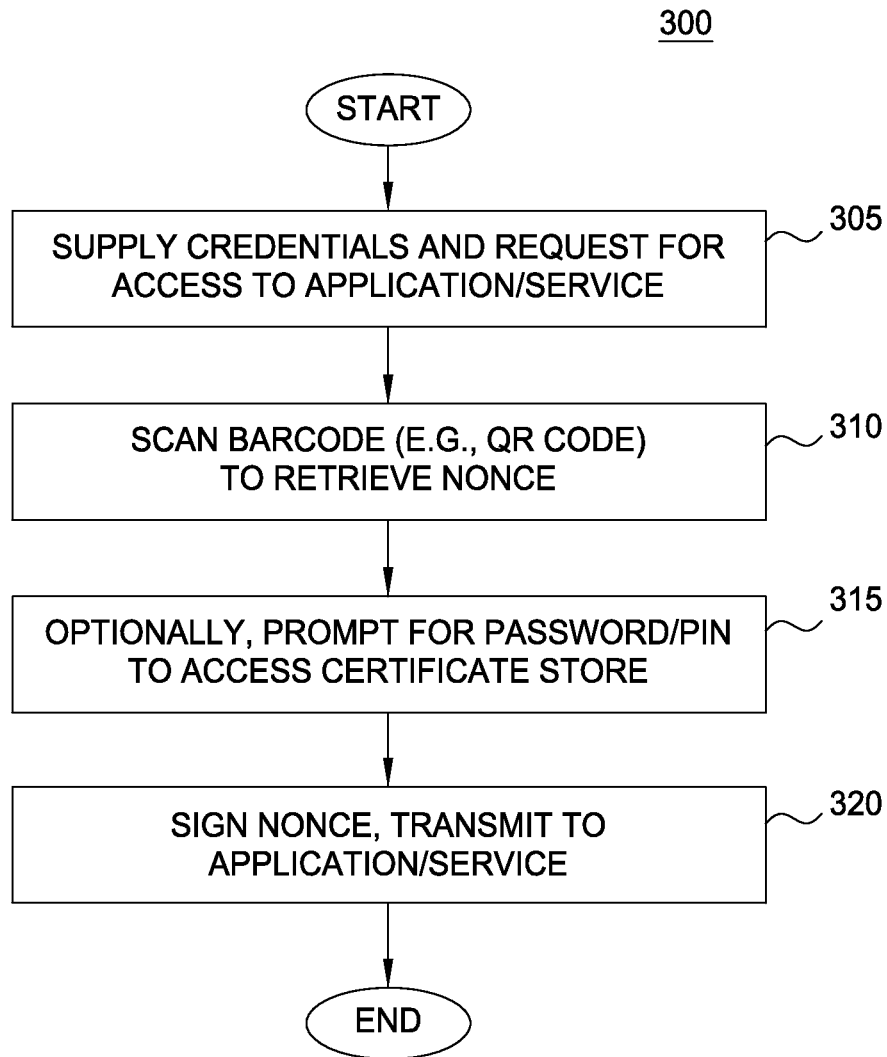 300
START
305
SUPPLY CREDENTIALS AND REQUEST FOR
ACCESS TO APPLICATION/SERVICE
310
SCAN BARCODE (E.G., QR CODE)
TO RETRIEVE NONCE
315
OPTIONALLY, PROMPT FOR PASSWORD/PIN
TO ACCESS CERTIFICATE STORE
320
SIGN NONCE, TRANSMIT TO
APPLICATION/SERVICE
END